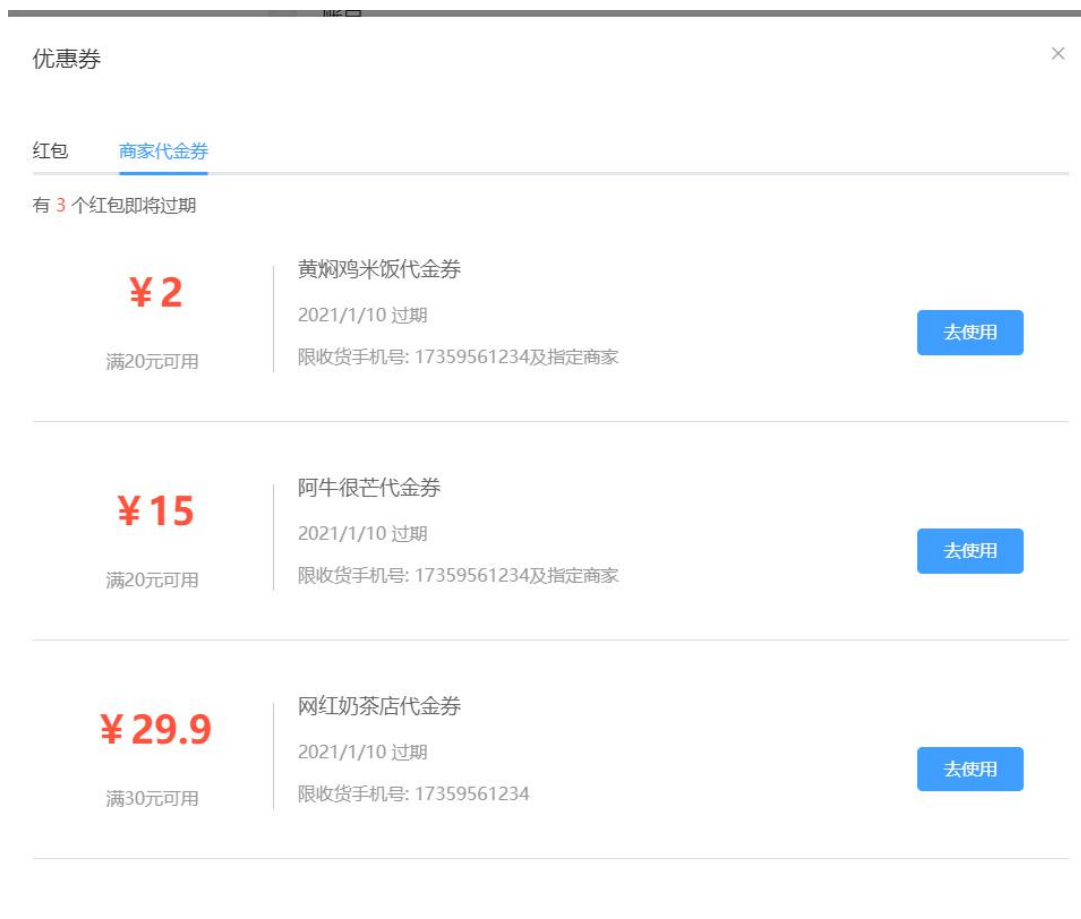 优惠券
×
红包 商家代金券
有 3 个红包即将过期
¥2
满20元可用
黄焖鸡米饭代金券
2021/1/10 过期
限收货手机号: 17359561234及指定商家
去使用
¥15
满20元可用
阿牛很芒代金券
2021/1/10 过期
限收货手机号: 17359561234及指定商家
去使用
¥29.9
满30元可用
网红奶茶店代金券
2021/1/10 过期
限收货手机号: 17359561234
去使用